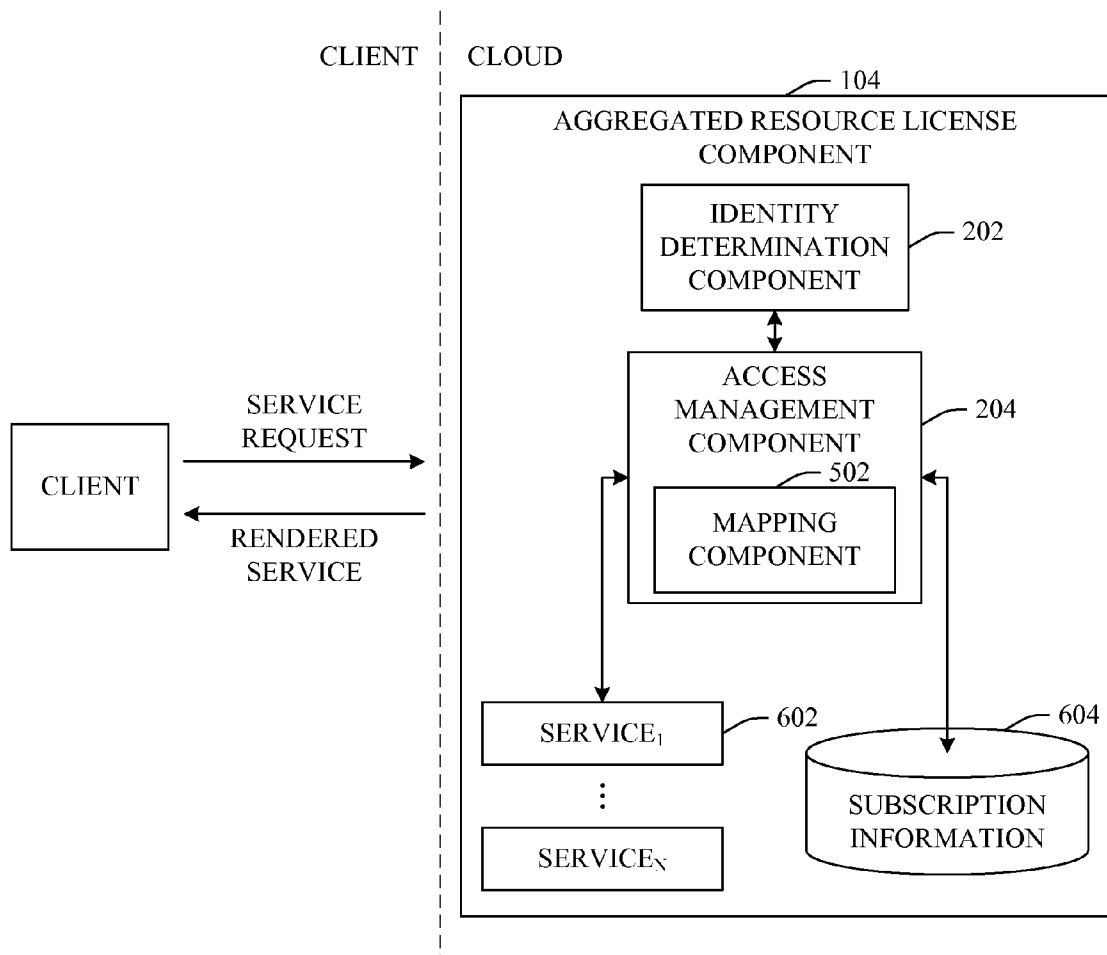 CLIENT
CLOUD
104
AGGREGATED RESOURCE LICENSE
COMPONENT
IDENTITY
DETERMINATION
COMPONENT
202
ACCESS
MANAGEMENT
COMPONENT
204
502
MAPPING
COMPONENT
SERVICE
REQUEST
CLIENT
RENDERED
SERVICE
SERVICE₁
602
⋮
SERVICE_N
604
SUBSCRIPTION
INFORMATION